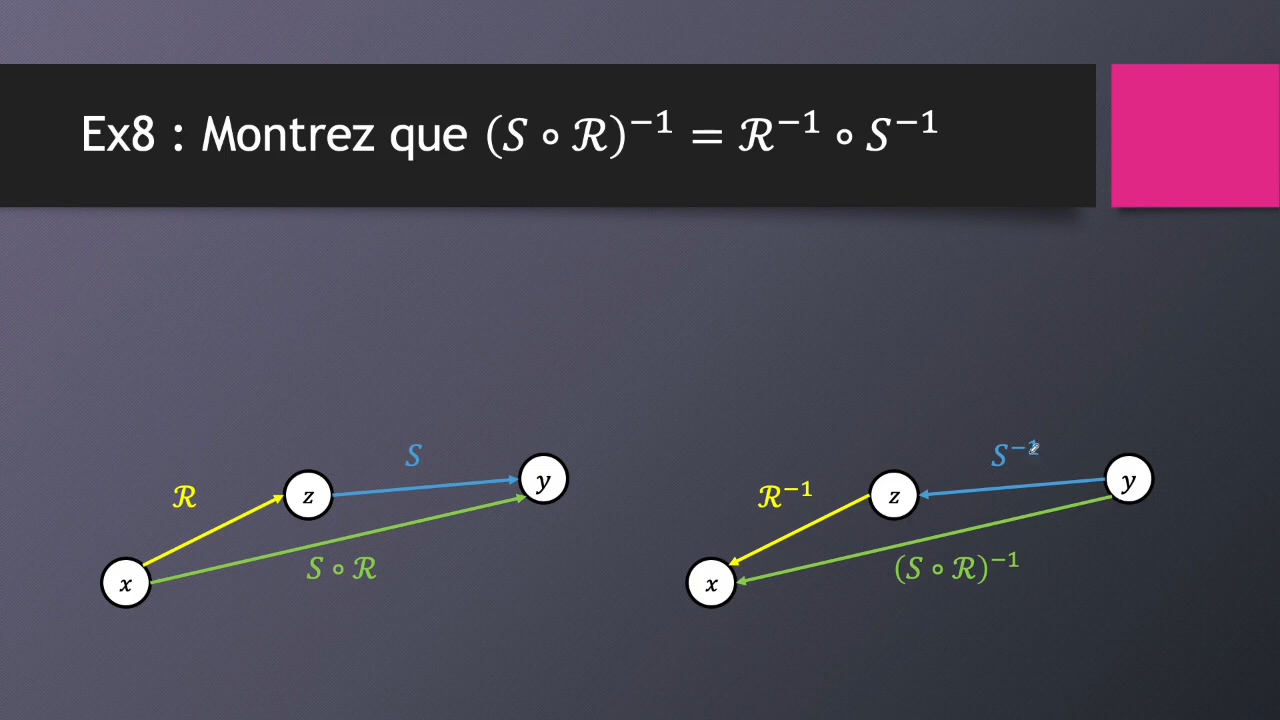 Ex8 : Montrez que (S ∘ ℛ)⁻¹ = ℛ⁻¹ ∘ S⁻¹
S
y
ℛ
z
S ∘ ℛ
x
S⁻¹
y
ℛ⁻¹
z
(S ∘ ℛ)⁻¹
x